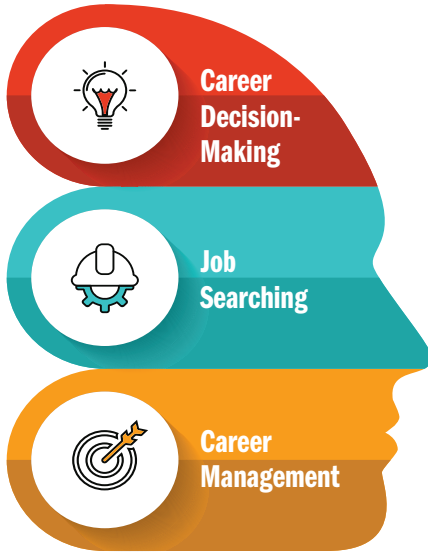 Career
Decision-
Making
Job
Searching
Career
Management